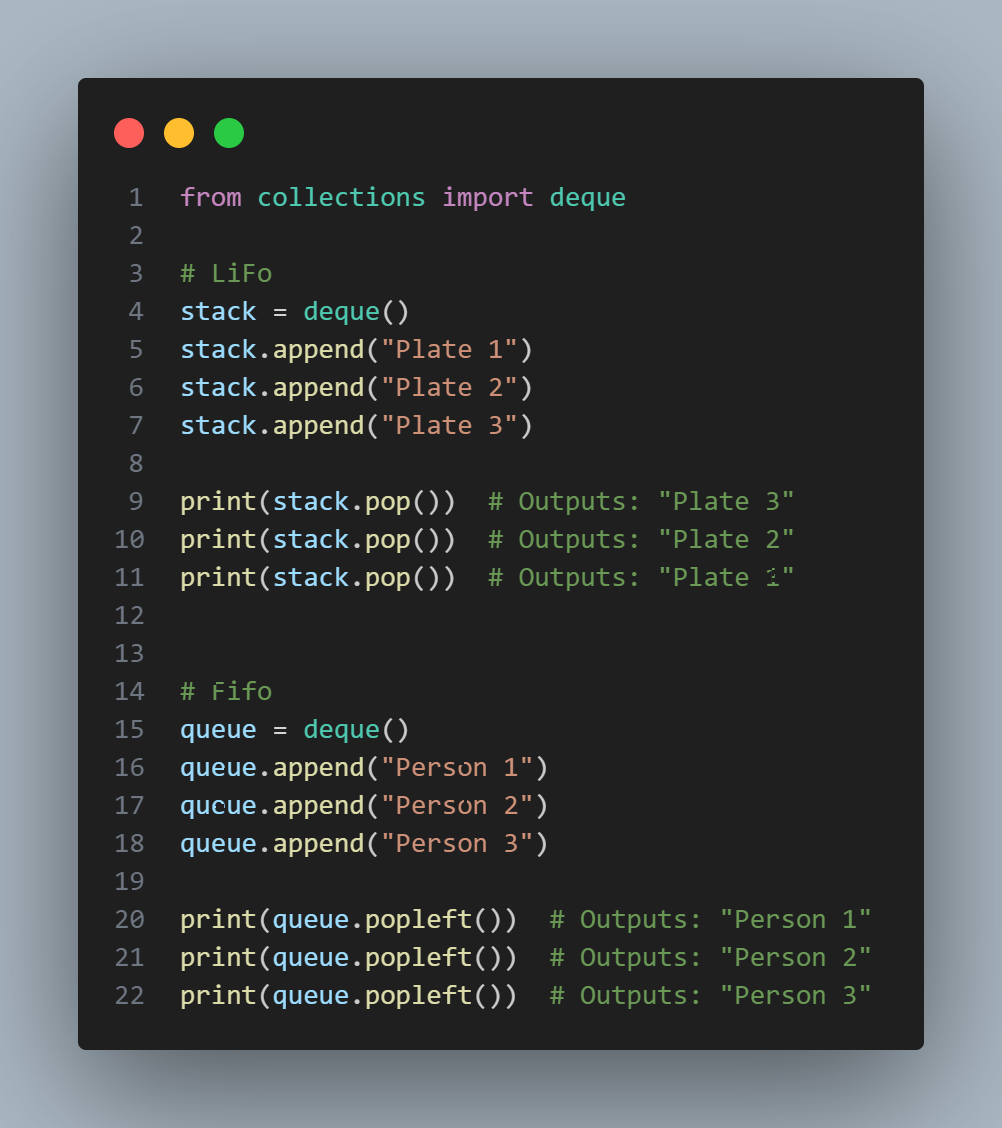 1 from collections import deque
2
3 # LiFo
4 stack = deque()
5 stack.append("Plate 1")
6 stack.append("Plate 2")
7 stack.append("Plate 3")
8
9 print(stack.pop())  # Outputs: "Plate 3"
10 print(stack.pop())  # Outputs: "Plate 2"
11 print(stack.pop())  # Outputs: "Plate 1"
12
13
14 # Fifo
15 queue = deque()
16 queue.append("Person 1")
17 queue.append("Person 2")
18 queue.append("Person 3")
19
20 print(queue.popleft())  # Outputs: "Person 1"
21 print(queue.popleft())  # Outputs: "Person 2"
22 print(queue.popleft())  # Outputs: "Person 3"